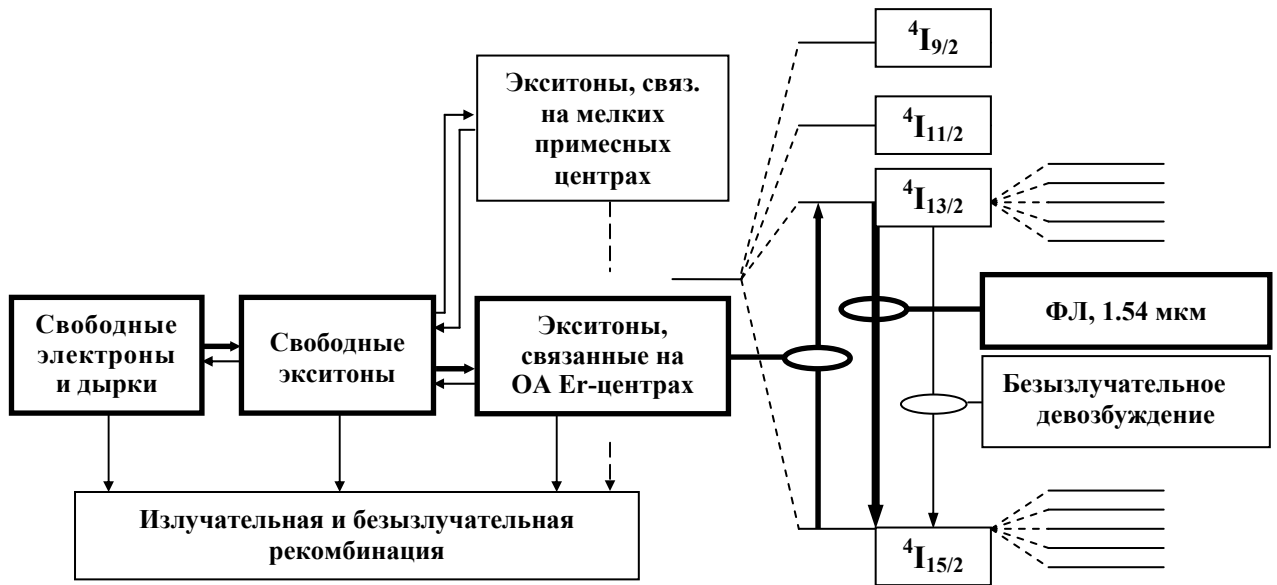 ⁴I₉/₂
Экситоны, связ.
на мелких
примесных
центрах
⁴I₁₁/₂
⁴I₁₃/₂
Свободные
электроны
и дырки
Свободные
экситоны
Экситоны,
связанные на
ОА Er-центрах
ФЛ, 1.54 мкм
Безызлучательное
девозбуждение
Излучательная и безызлучательная
рекомбинация
⁴I₁₅/₂